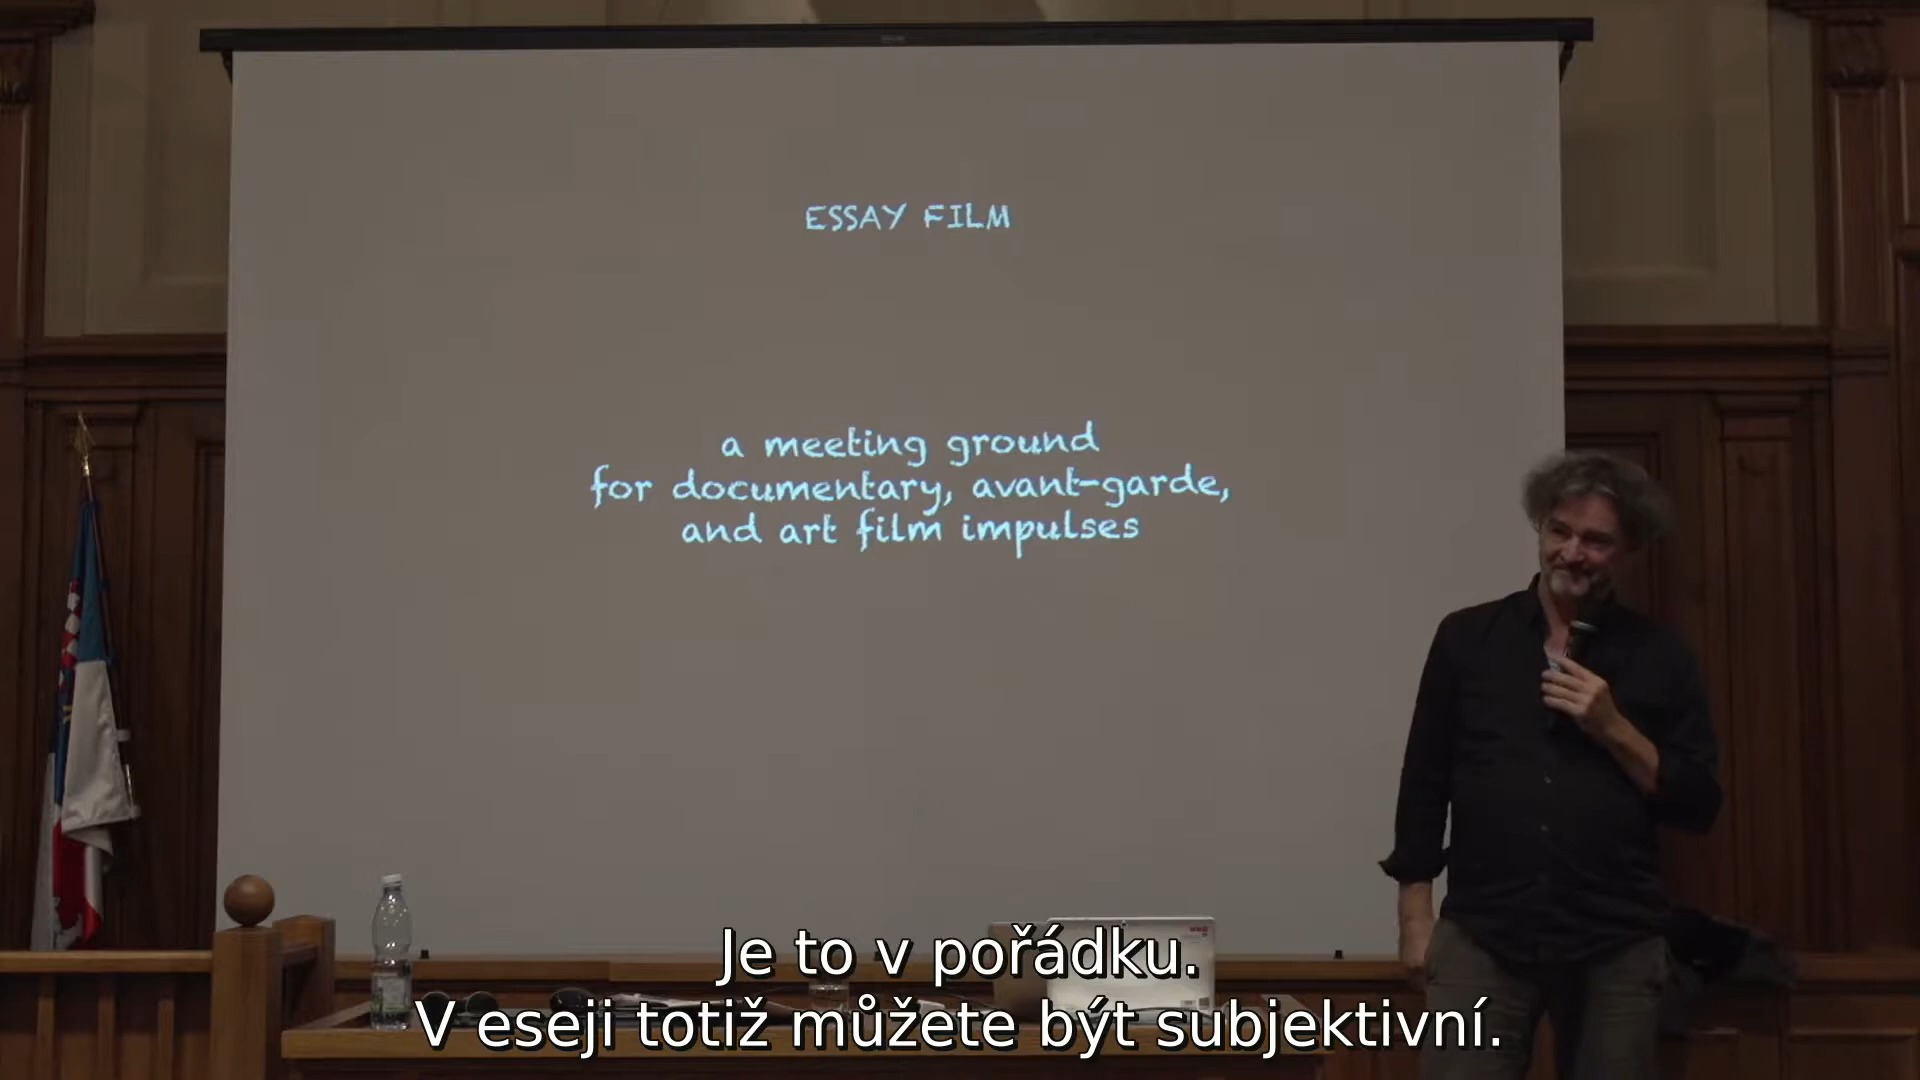 ESSAY FILM
a meeting ground
for documentary, avant-garde,
and art film impulses
Je to v pořádku.
V eseji totiž můžete být subjektivní.